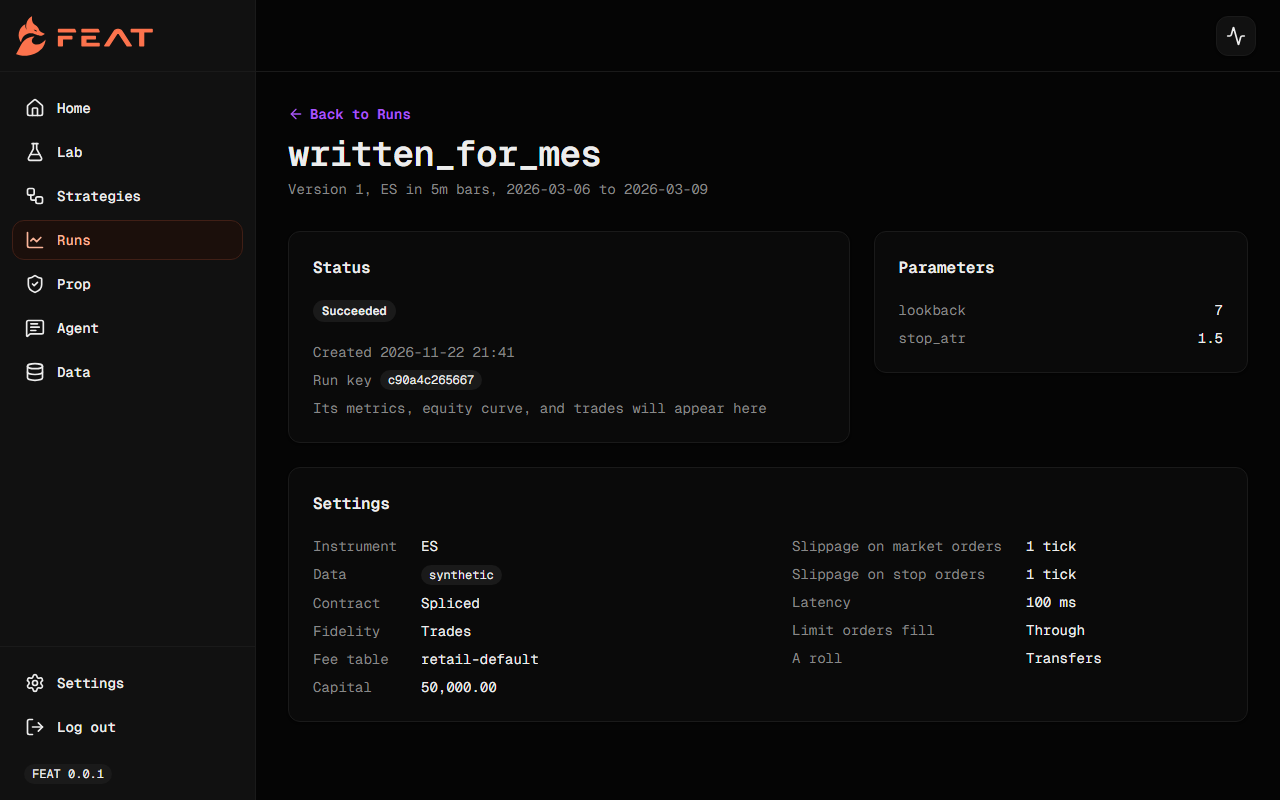 FEAT
Home
Lab
Strategies
Runs
Prop
Agent
Data
Settings
Log out
FEAT 0.0.1
← Back to Runs
written_for_mes
Version 1, ES in 5m bars, 2026-03-06 to 2026-03-09
Status
Succeeded
Created 2026-11-22 21:41
Run key c90a4c265667
Its metrics, equity curve, and trades will appear here
Parameters
lookback 7
stop_atr 1.5
Settings
Instrument ES
Data synthetic
Contract Spliced
Fidelity Trades
Fee table retail-default
Capital 50,000.00
Slippage on market orders 1 tick
Slippage on stop orders 1 tick
Latency 100 ms
Limit orders fill Through
A roll Transfers